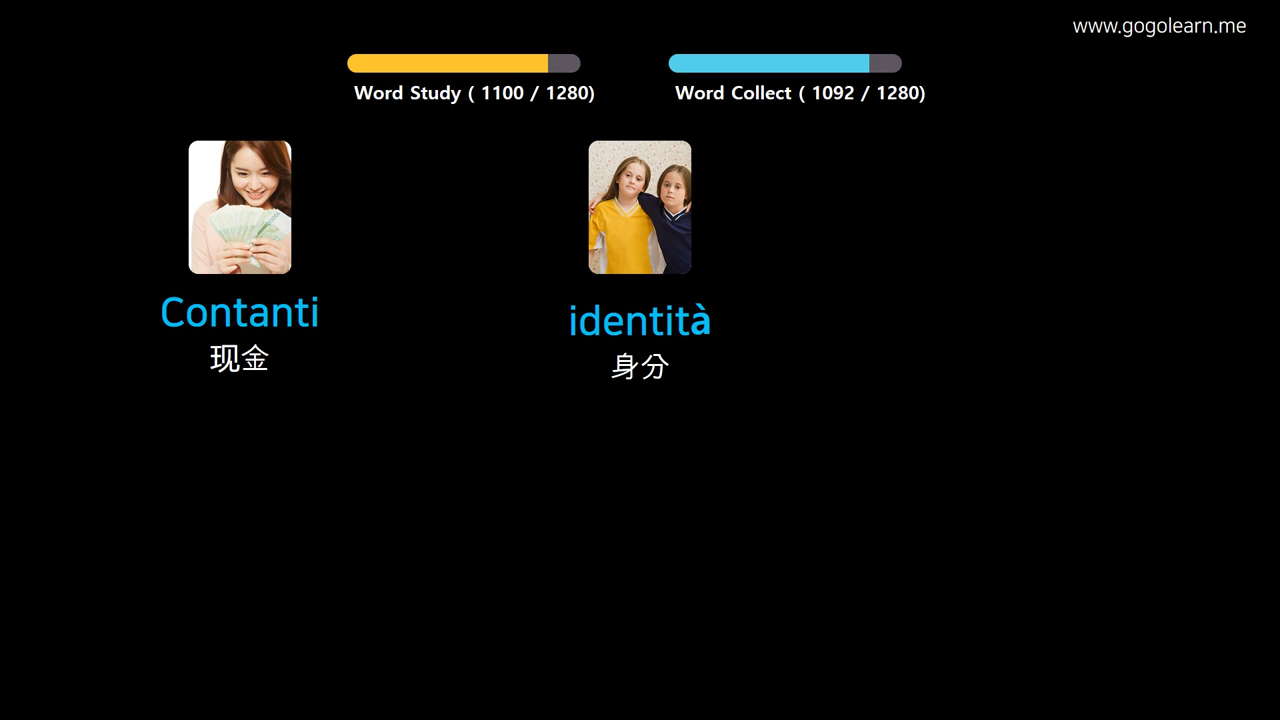 www.gogolearn.me
Word Study ( 1100 / 1280)
Word Collect ( 1092 / 1280)
Contanti
现金
identità
身分